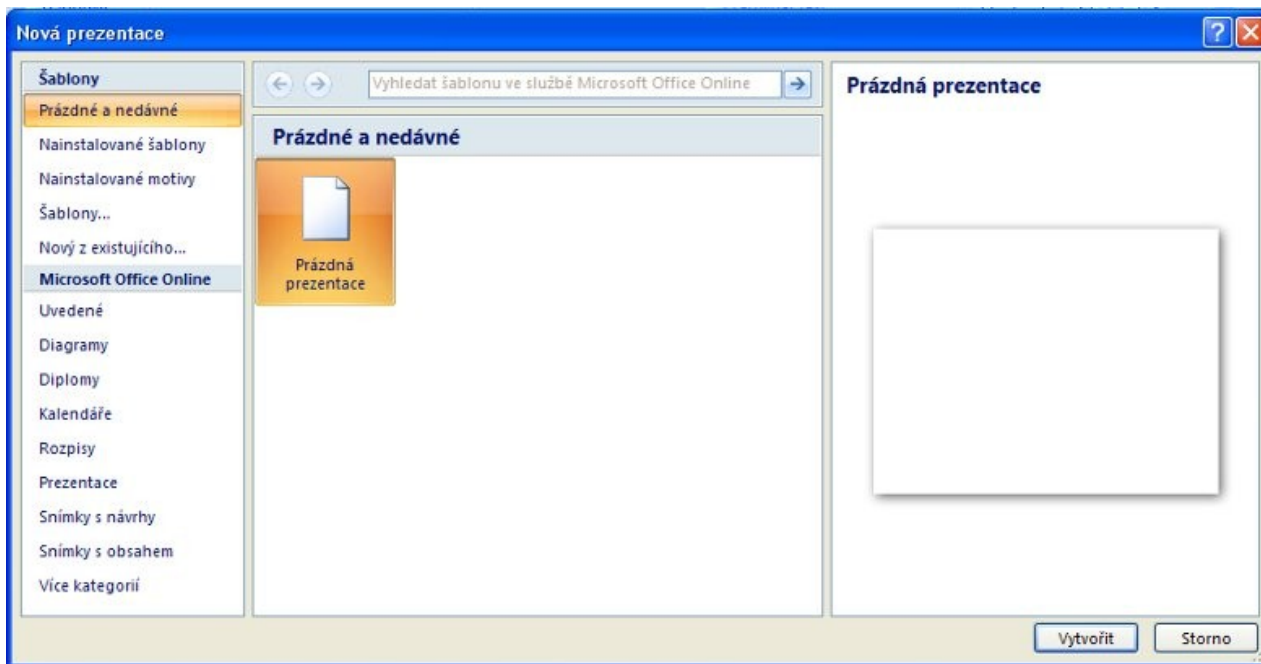 Nová prezentace
Šablony
Prázdné a nedávné
Nainstalované šablony
Nainstalované motivy
Šablony...
Nový z existujícího...
Microsoft Office Online
Uvedené
Diagramy
Diplomy
Kalendáře
Rozpisy
Prezentace
Snímky s návrhy
Snímky s obsahem
Více kategorií
Vyhledat šablonu ve službě Microsoft Office Online
Prázdné a nedávné
Prázdná
prezentace
Prázdná prezentace
Vytvořit
Storno